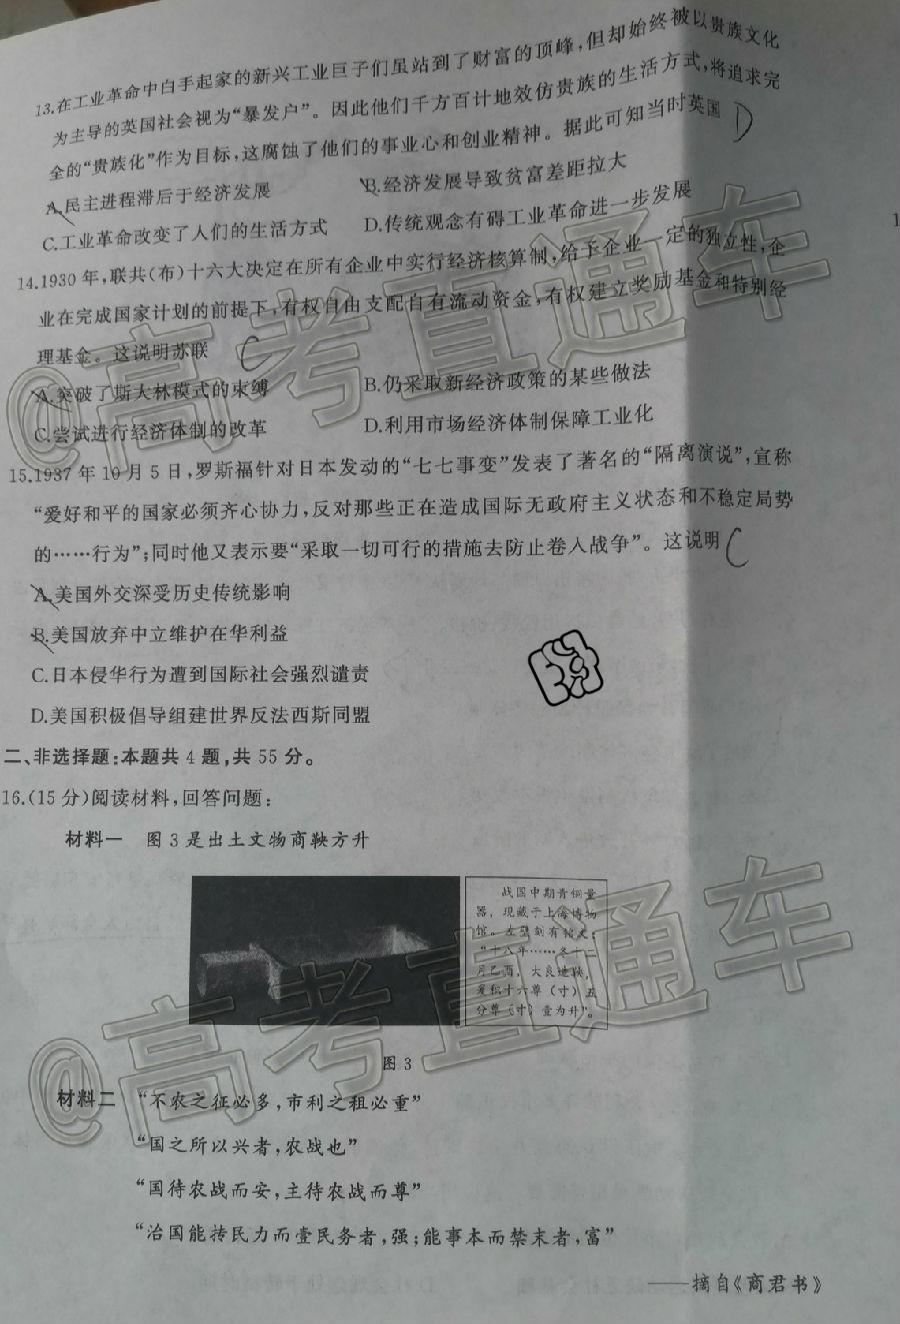 13.在工业革命中白手起家的新兴工业巨子们虽站到了财富的顶峰,但却始终被以贵族文化
为主导的英国社会视为“暴发户”。因此他们千方百计地效仿贵族的生活方式,将追求完
全的“贵族化”作为目标,这腐蚀了他们的事业心和创业精神。据此可知当时英国 D
A.民主进程滞后于经济发展 B.经济发展导致贫富差距拉大
C.工业革命改变了人们的生活方式 D.传统观念有碍工业革命进一步发展
1
14.1930年,联共(布)十六大决定在所有企业中实行经济核算制,给予企业一定的独立性,企
业在完成国家计划的前提下,有权自由支配自有流动资金,有权建立奖励基金和特别经
理基金。这说明苏联 C
A.突破了斯大林模式的束缚 B.仍采取新经济政策的某些做法
C.尝试进行经济体制的改革 D.利用市场经济体制保障工业化
15.1937年10月5日,罗斯福针对日本发动的“七七事变”发表了著名的“隔离演说”,宣称
“爱好和平的国家必须齐心协力,反对那些正在造成国际无政府主义状态和不稳定局势
的……行为”;同时他又表示要“采取一切可行的措施去防止卷入战争”。这说明 C
A.美国外交深受历史传统影响
B.美国放弃中立维护在华利益
C.日本侵华行为遭到国际社会强烈谴责
D.美国积极倡导组建世界反法西斯同盟
二、非选择题:本题共4题,共55分。
16.(15分)阅读材料,回答问题:
材料一 图3是出土文物商鞅方升
战国中期青铜量
器,现藏于上海博物
馆。左壁刻有铭文:
“十八年……冬十二
月乙酉,大良造鞅,
爰积十六尊(寸)五
分尊(寸)壹为升”。
图3
材料二 “不农之征必多,市利之租必重”
“国之所以兴者,农战也”
“国待农战而安,主待农战而尊”
“治国能抟民力而壹民务者,强;能事本而禁末者,富”
——摘自《商君书》
@高考直通车
@高考直通车